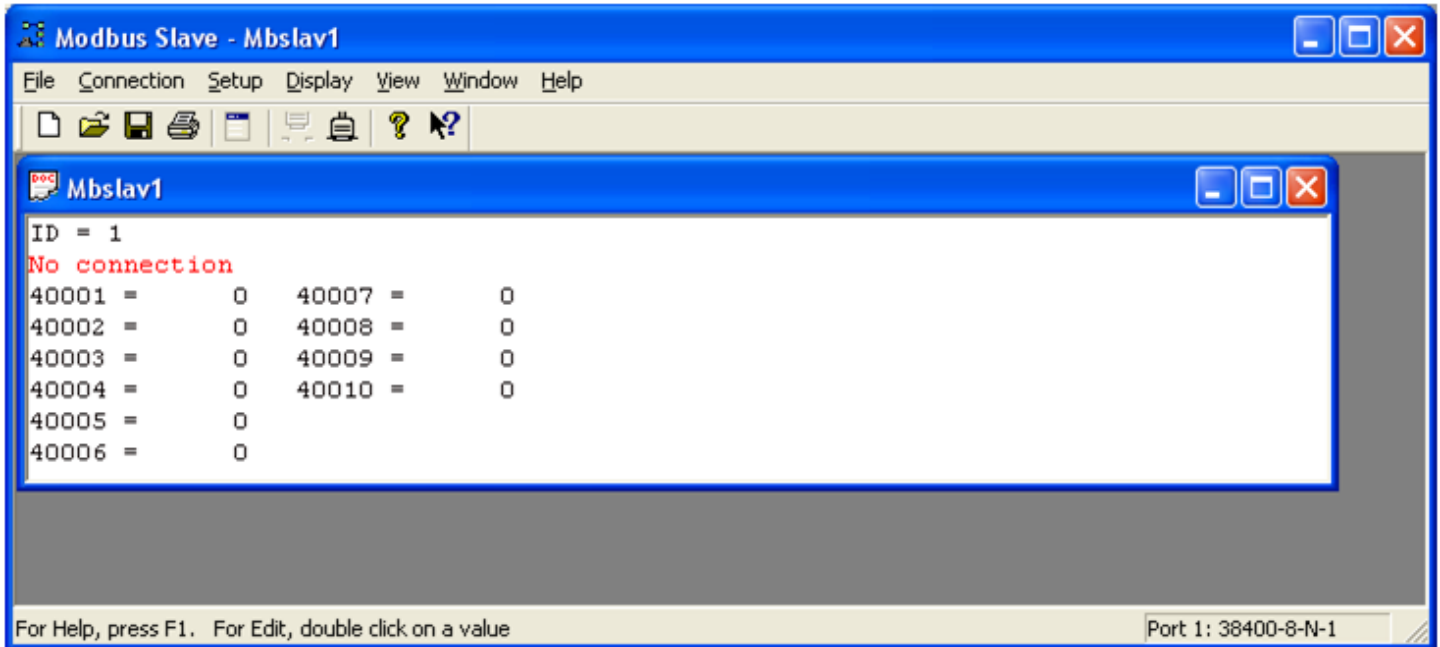 Modbus Slave - Mbslav1
File Connection Setup Display View Window Help
DOC Mbslav1
ID = 1
No connection
40001 = 0 40007 = 0
40002 = 0 40008 = 0
40003 = 0 40009 = 0
40004 = 0 40010 = 0
40005 = 0
40006 = 0
For Help, press F1. For Edit, double click on a value Port 1: 38400-8-N-1